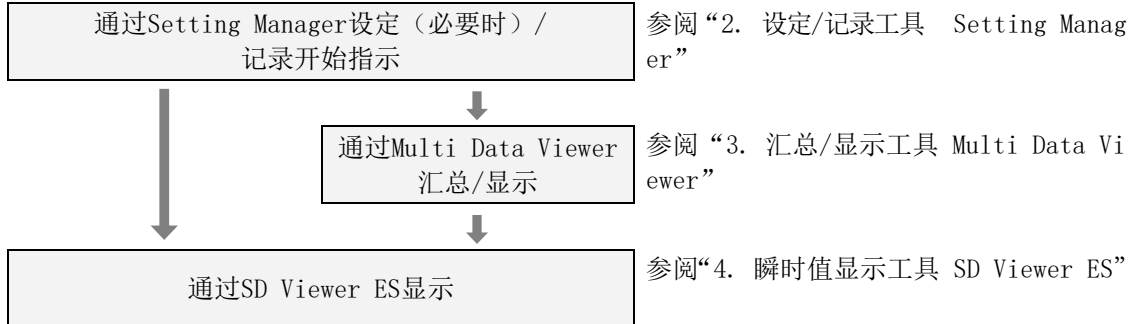 通过Setting Manager设定（必要时）/
记录开始指示
参阅“2. 设定/记录工具 Setting Manag
er”
通过Multi Data Viewer
汇总/显示
参阅“3. 汇总/显示工具 Multi Data Vi
ewer”
通过SD Viewer ES显示
参阅“4. 瞬时值显示工具 SD Viewer ES”